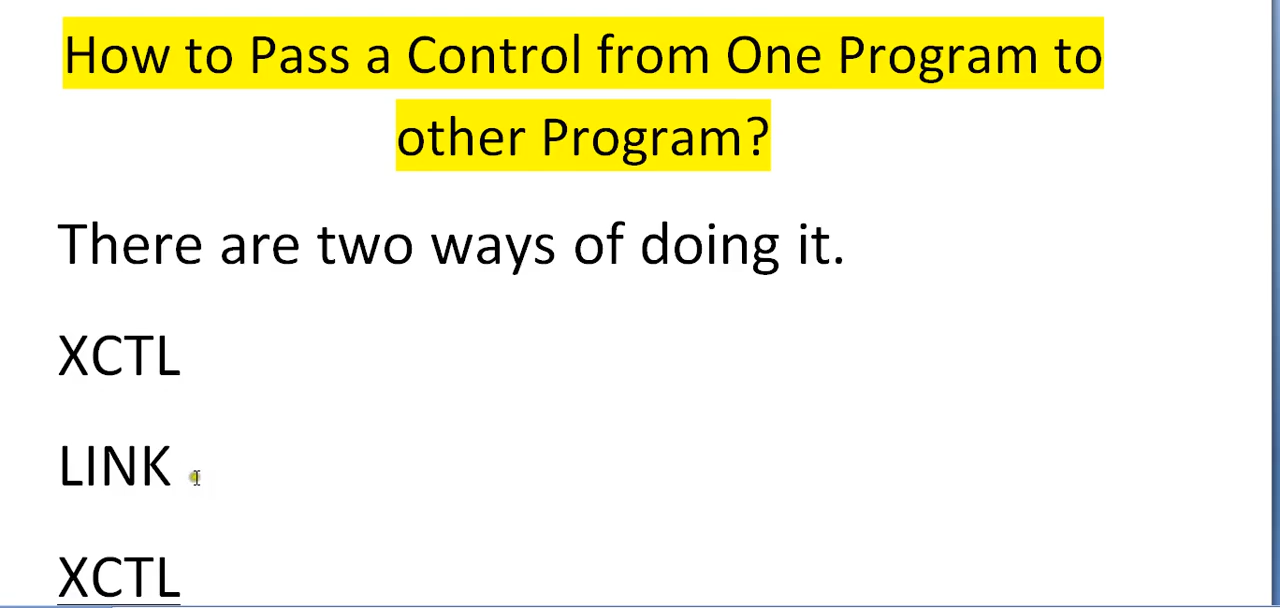 How to Pass a Control from One Program to
other Program?
There are two ways of doing it.
XCTL
LINK
XCTL